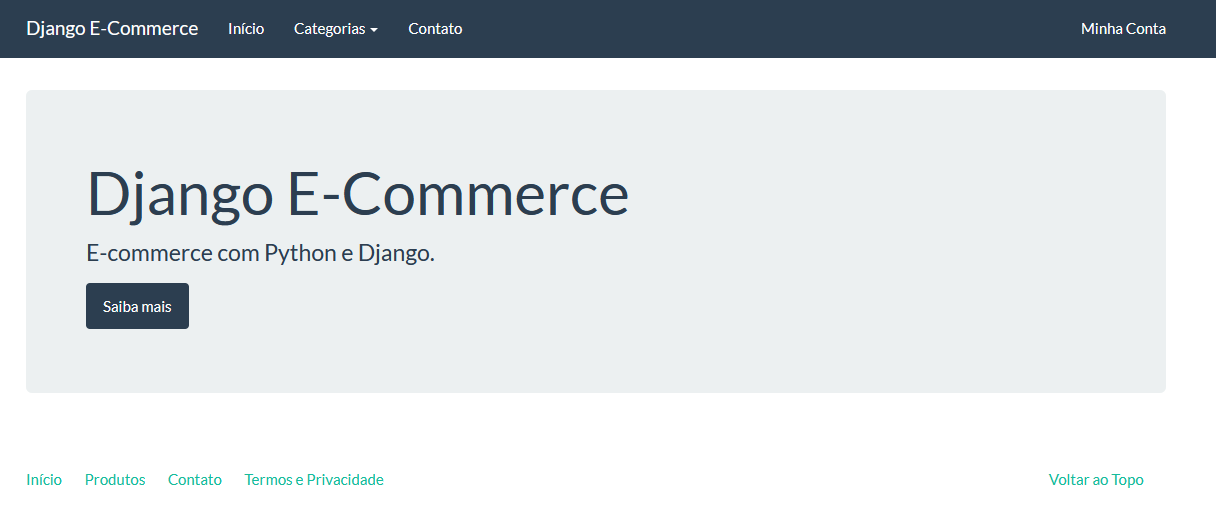 Django E-Commerce Início Categorias Contato Minha Conta
Django E-Commerce
E-commerce com Python e Django.
Saiba mais
Início Produtos Contato Termos e Privacidade Voltar ao Topo